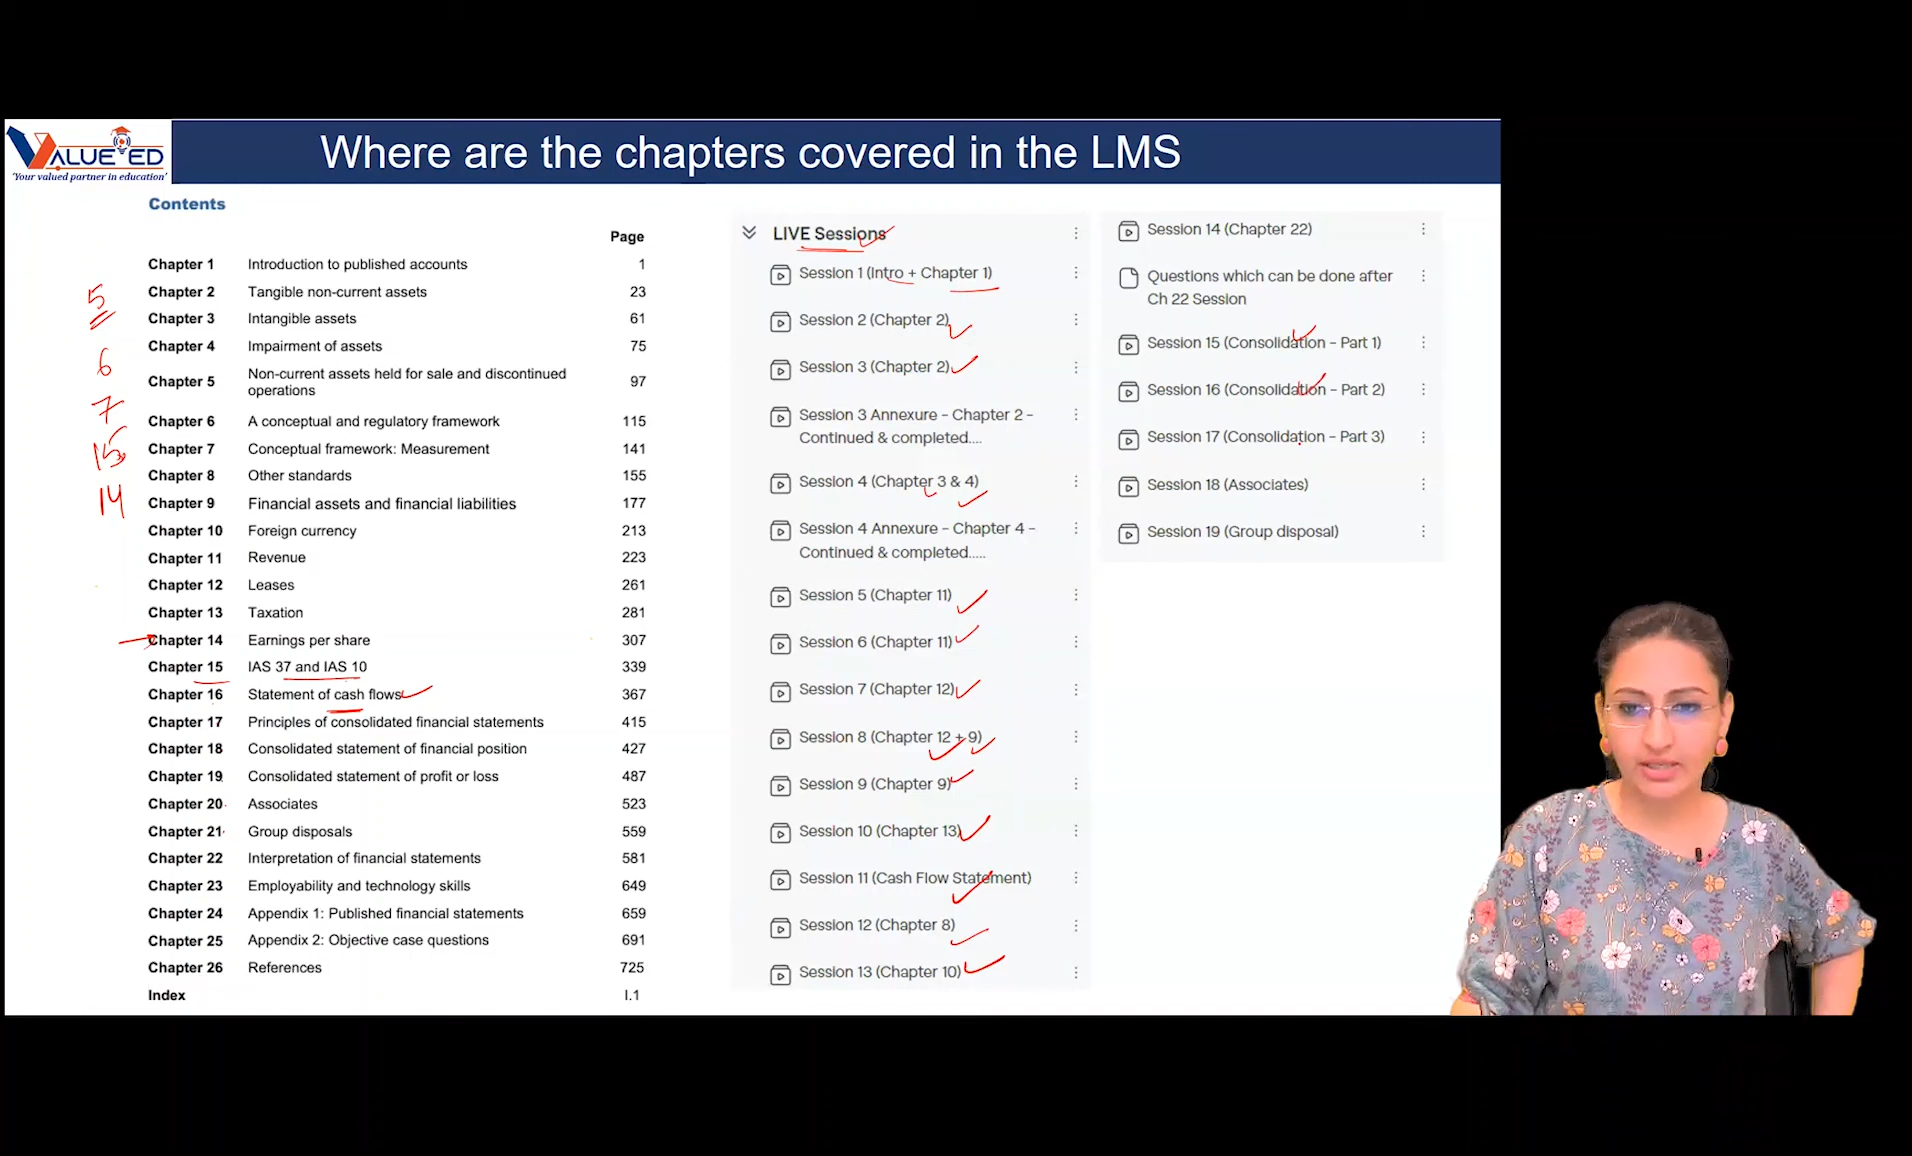 VALUE ED
'Your valued partner in education'
Where are the chapters covered in the LMS
Contents
Page
Chapter 1 Introduction to published accounts 1
Chapter 2 Tangible non-current assets 23
Chapter 3 Intangible assets 61
Chapter 4 Impairment of assets 75
Chapter 5 Non-current assets held for sale and discontinued operations 97
Chapter 6 A conceptual and regulatory framework 115
Chapter 7 Conceptual framework: Measurement 141
Chapter 8 Other standards 155
Chapter 9 Financial assets and financial liabilities 177
Chapter 10 Foreign currency 213
Chapter 11 Revenue 223
Chapter 12 Leases 261
Chapter 13 Taxation 281
Chapter 14 Earnings per share 307
Chapter 15 IAS 37 and IAS 10 339
Chapter 16 Statement of cash flows 367
Chapter 17 Principles of consolidated financial statements 415
Chapter 18 Consolidated statement of financial position 427
Chapter 19 Consolidated statement of profit or loss 487
Chapter 20 Associates 523
Chapter 21 Group disposals 559
Chapter 22 Interpretation of financial statements 581
Chapter 23 Employability and technology skills 649
Chapter 24 Appendix 1: Published financial statements 659
Chapter 25 Appendix 2: Objective case questions 691
Chapter 26 References 725
Index I.1
5
6
7
15
14
LIVE Sessions
Session 1 (Intro + Chapter 1)
Session 2 (Chapter 2)
Session 3 (Chapter 2)
Session 3 Annexure - Chapter 2 -
Continued & completed....
Session 4 (Chapter 3 & 4)
Session 4 Annexure - Chapter 4 -
Continued & completed.....
Session 5 (Chapter 11)
Session 6 (Chapter 11)
Session 7 (Chapter 12)
Session 8 (Chapter 12 + 9)
Session 9 (Chapter 9)
Session 10 (Chapter 13)
Session 11 (Cash Flow Statement)
Session 12 (Chapter 8)
Session 13 (Chapter 10)
Session 14 (Chapter 22)
Questions which can be done after
Ch 22 Session
Session 15 (Consolidation - Part 1)
Session 16 (Consolidation - Part 2)
Session 17 (Consolidation - Part 3)
Session 18 (Associates)
Session 19 (Group disposal)